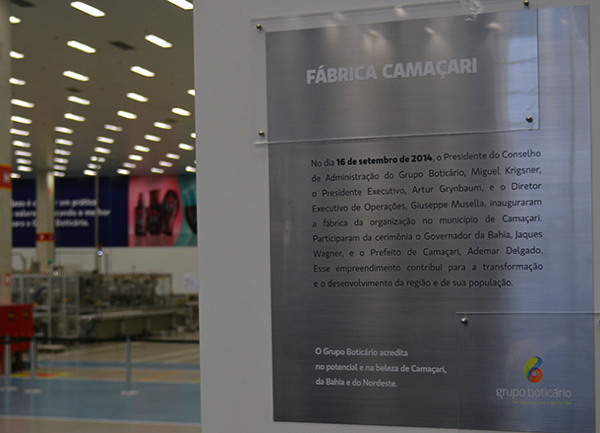 FÁBRICA CAMAÇARI
No dia 16 de setembro de 2014, o Presidente do Conselho
de Administração do Grupo Boticário, Miguel Krigsner,
o Presidente Executivo, Artur Grynbaum, e o Diretor
Executivo de Operações, Giuseppe Musella, inauguraram
a fábrica da organização no município de Camaçari.
Participaram da cerimônia o Governador da Bahia, Jaques
Wagner, e o Prefeito de Camaçari, Ademar Delgado.
Esse empreendimento contribui para a transformação
e o desenvolvimento da região e de sua população.
O Grupo Boticário acredita
no potencial e na beleza de Camaçari,
da Bahia e do Nordeste.
grupo boticário
é um prático
o melhor
Boticário.